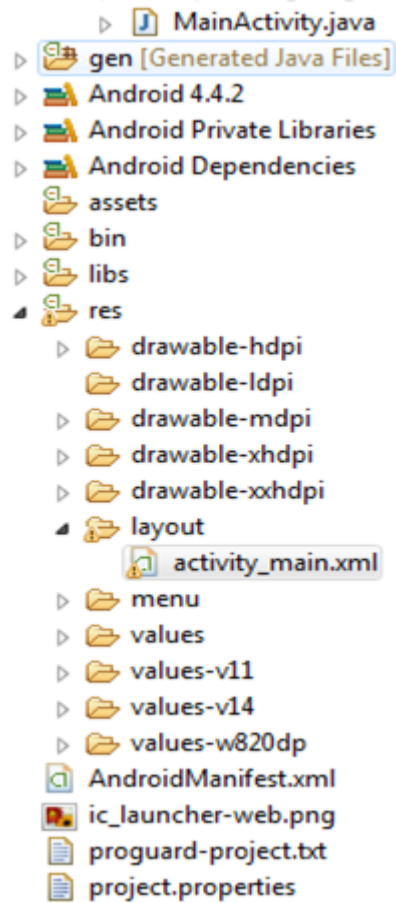 MainActivity.java
gen [Generated Java Files]
Android 4.4.2
Android Private Libraries
Android Dependencies
assets
bin
libs
res
drawable-hdpi
drawable-ldpi
drawable-mdpi
drawable-xhdpi
drawable-xxhdpi
layout
activity_main.xml
menu
values
values-v11
values-v14
values-w820dp
AndroidManifest.xml
ic_launcher-web.png
proguard-project.txt
project.properties